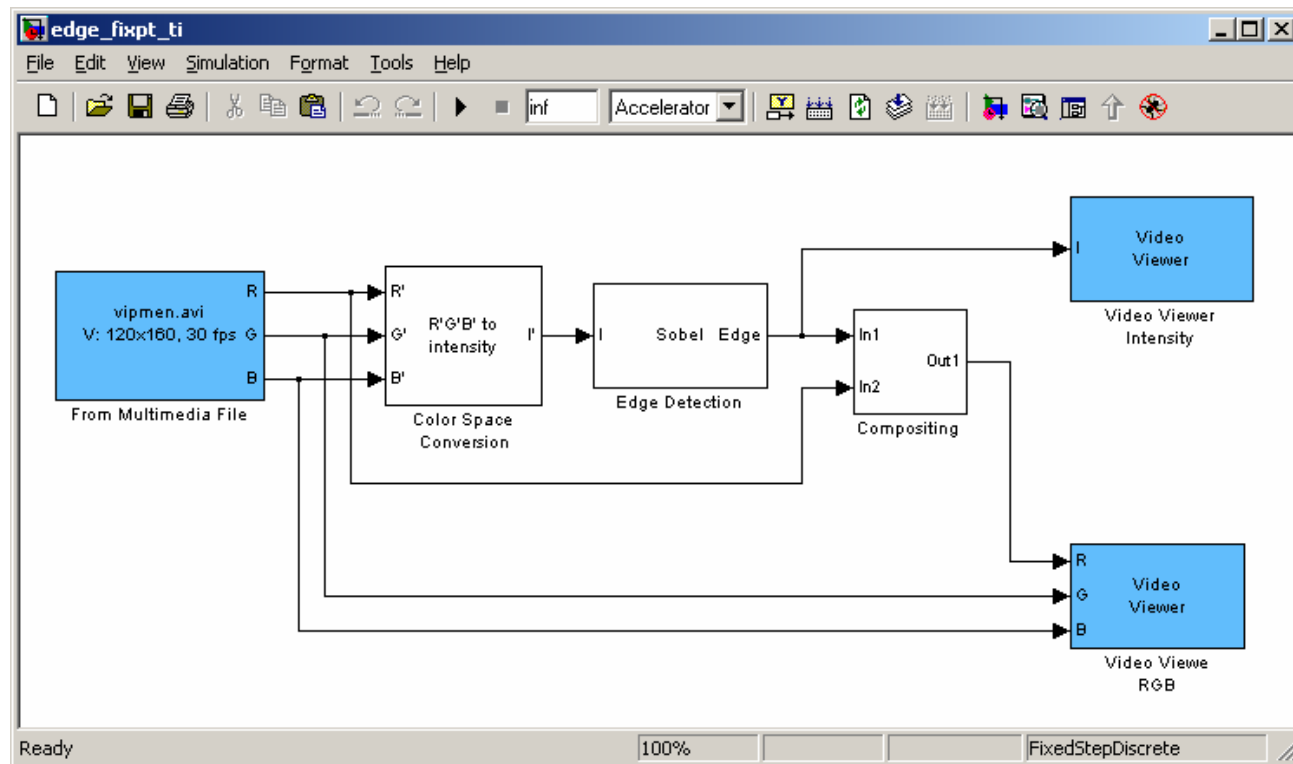 edge_fixpt_ti
File Edit View Simulation Format Tools Help
inf Accelerator
vipmen.avi
V: 120x160, 30 fps
R
G
B
From Multimedia File
R'
G'
B'
R'G'B' to
intensity
I'
Color Space
Conversion
I
Sobel Edge
Edge Detection
In1
In2
Out1
Compositing
I
Video
Viewer
Video Viewer
Intensity
R
G
B
Video
Viewer
Video Viewe
RGB
Ready 100% FixedStepDiscrete